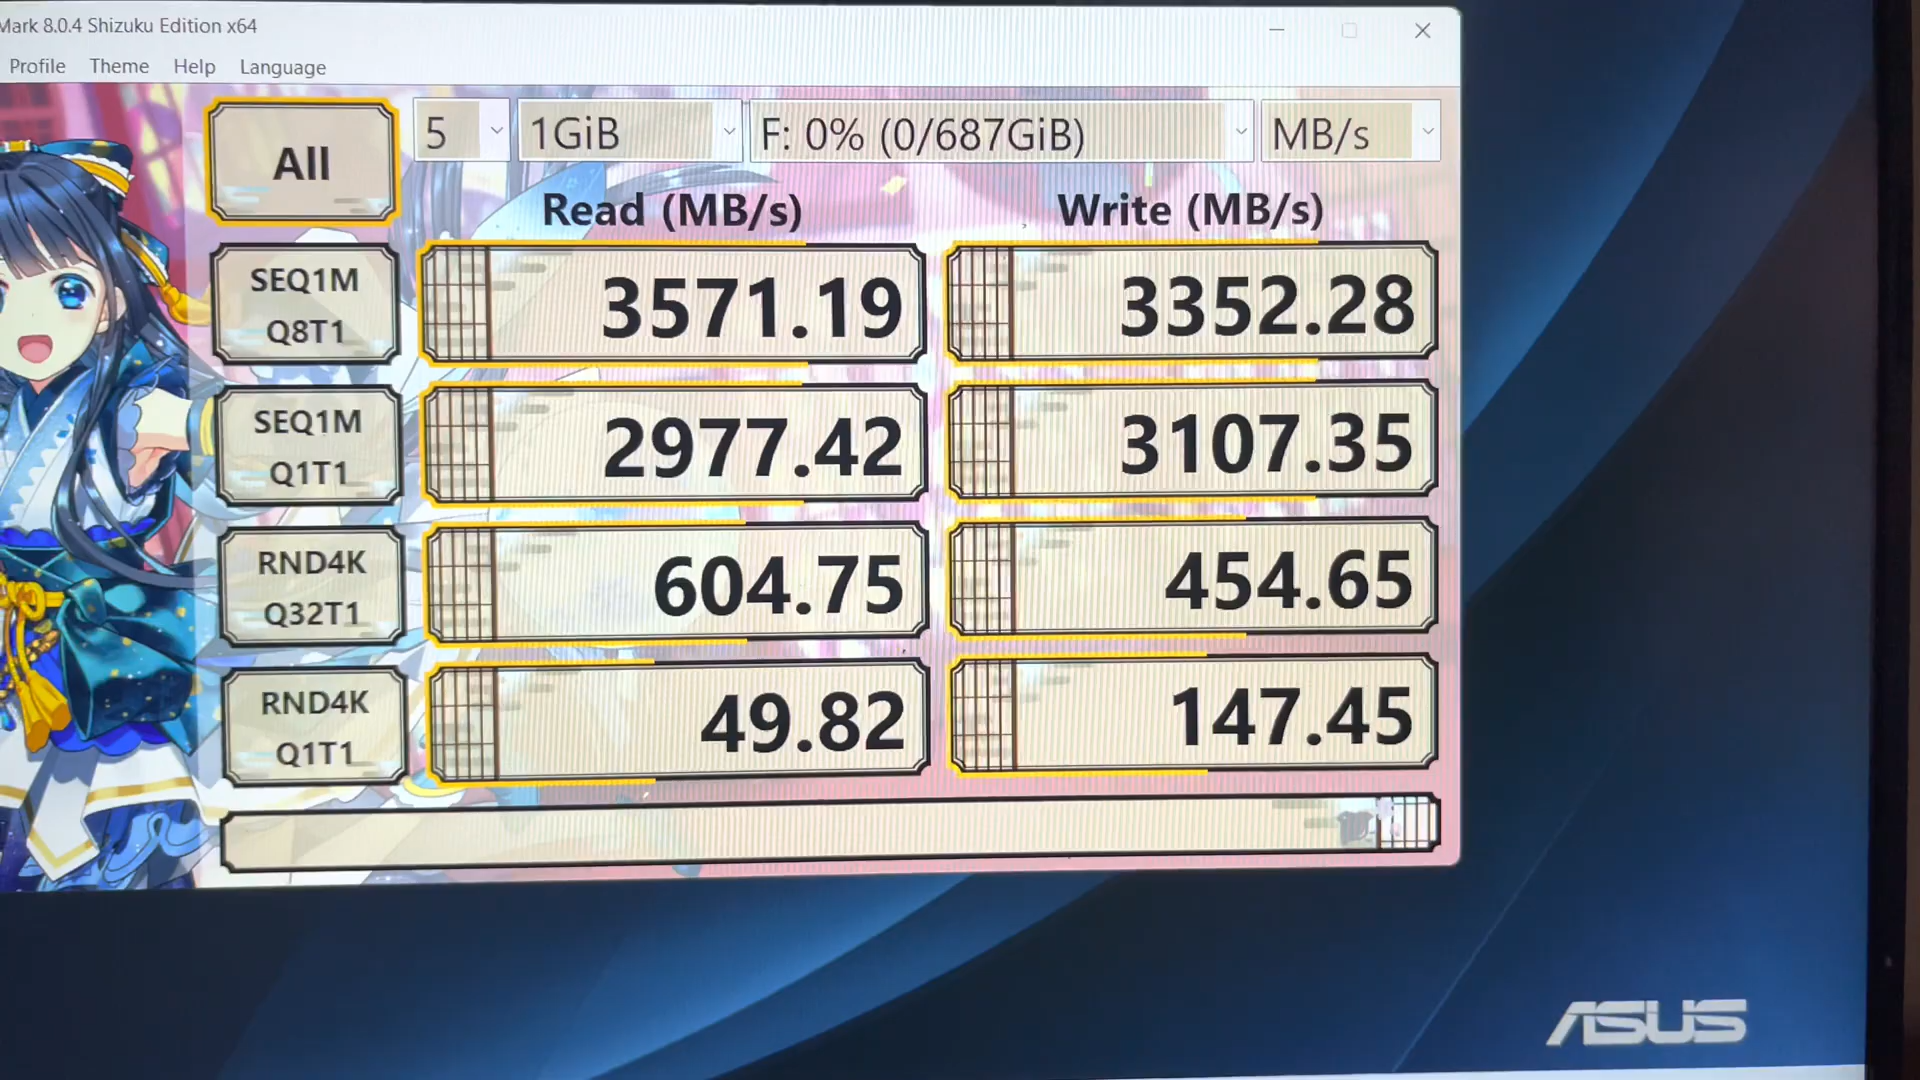 Mark 8.0.4 Shizuku Edition x64
Profile Theme Help Language
All 5 1GiB F: 0% (0/687GiB) MB/s
Read (MB/s) Write (MB/s)
SEQ1M
Q8T1 3571.19 3352.28
SEQ1M
Q1T1 2977.42 3107.35
RND4K
Q32T1 604.75 454.65
RND4K
Q1T1 49.82 147.45
ASUS